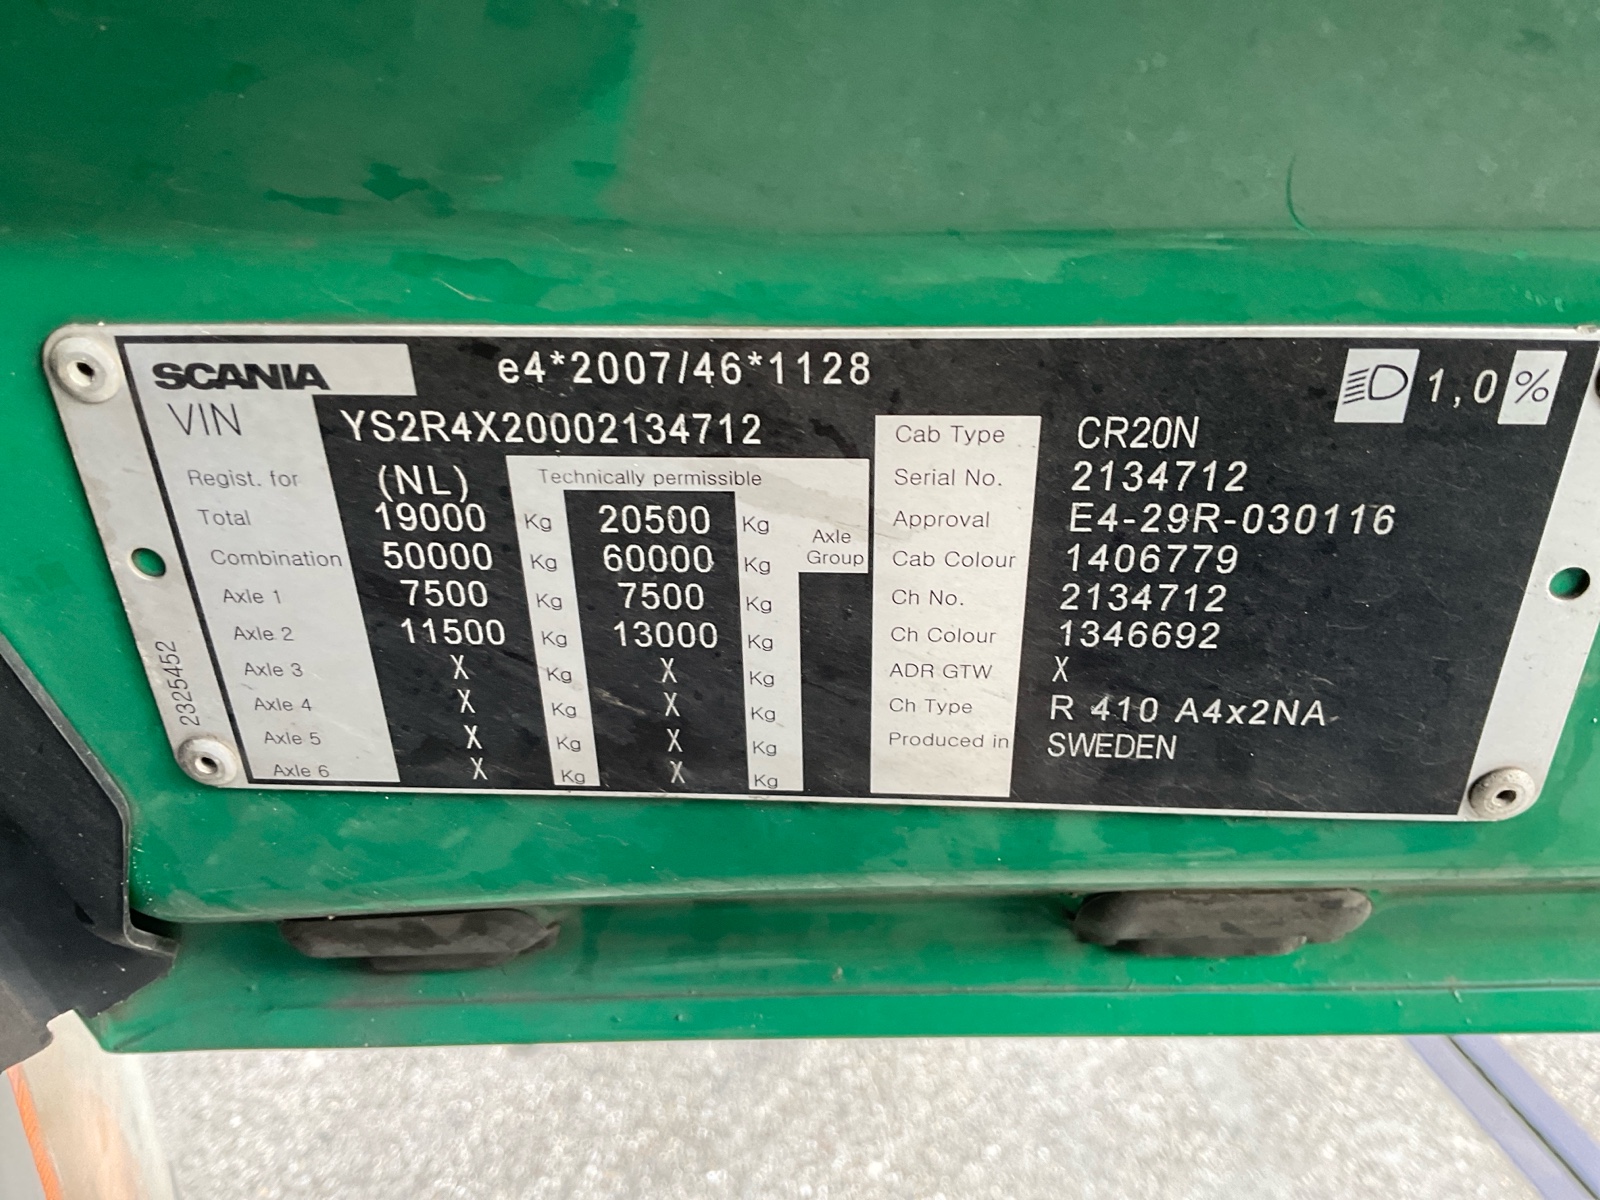 SCANIA e4*2007/46*1128 1,0 %
VIN YS2R4X20002134712
Regist. for (NL) Technically permissible
Total 19000 Kg 20500 Kg
Combination 50000 Kg 60000 Kg
Axle 1 7500 Kg 7500 Kg
Axle 2 11500 Kg 13000 Kg
Axle 3 X Kg X Kg
Axle 4 X Kg X Kg
Axle 5 X Kg X Kg
Axle 6 X Kg X Kg
Axle
Group
Cab Type CR20N
Serial No. 2134712
Approval E4-29R-030116
Cab Colour 1406779
Ch No. 2134712
Ch Colour 1346692
ADR GTW X
Ch Type R 410 A4x2NA
Produced in SWEDEN
2325452